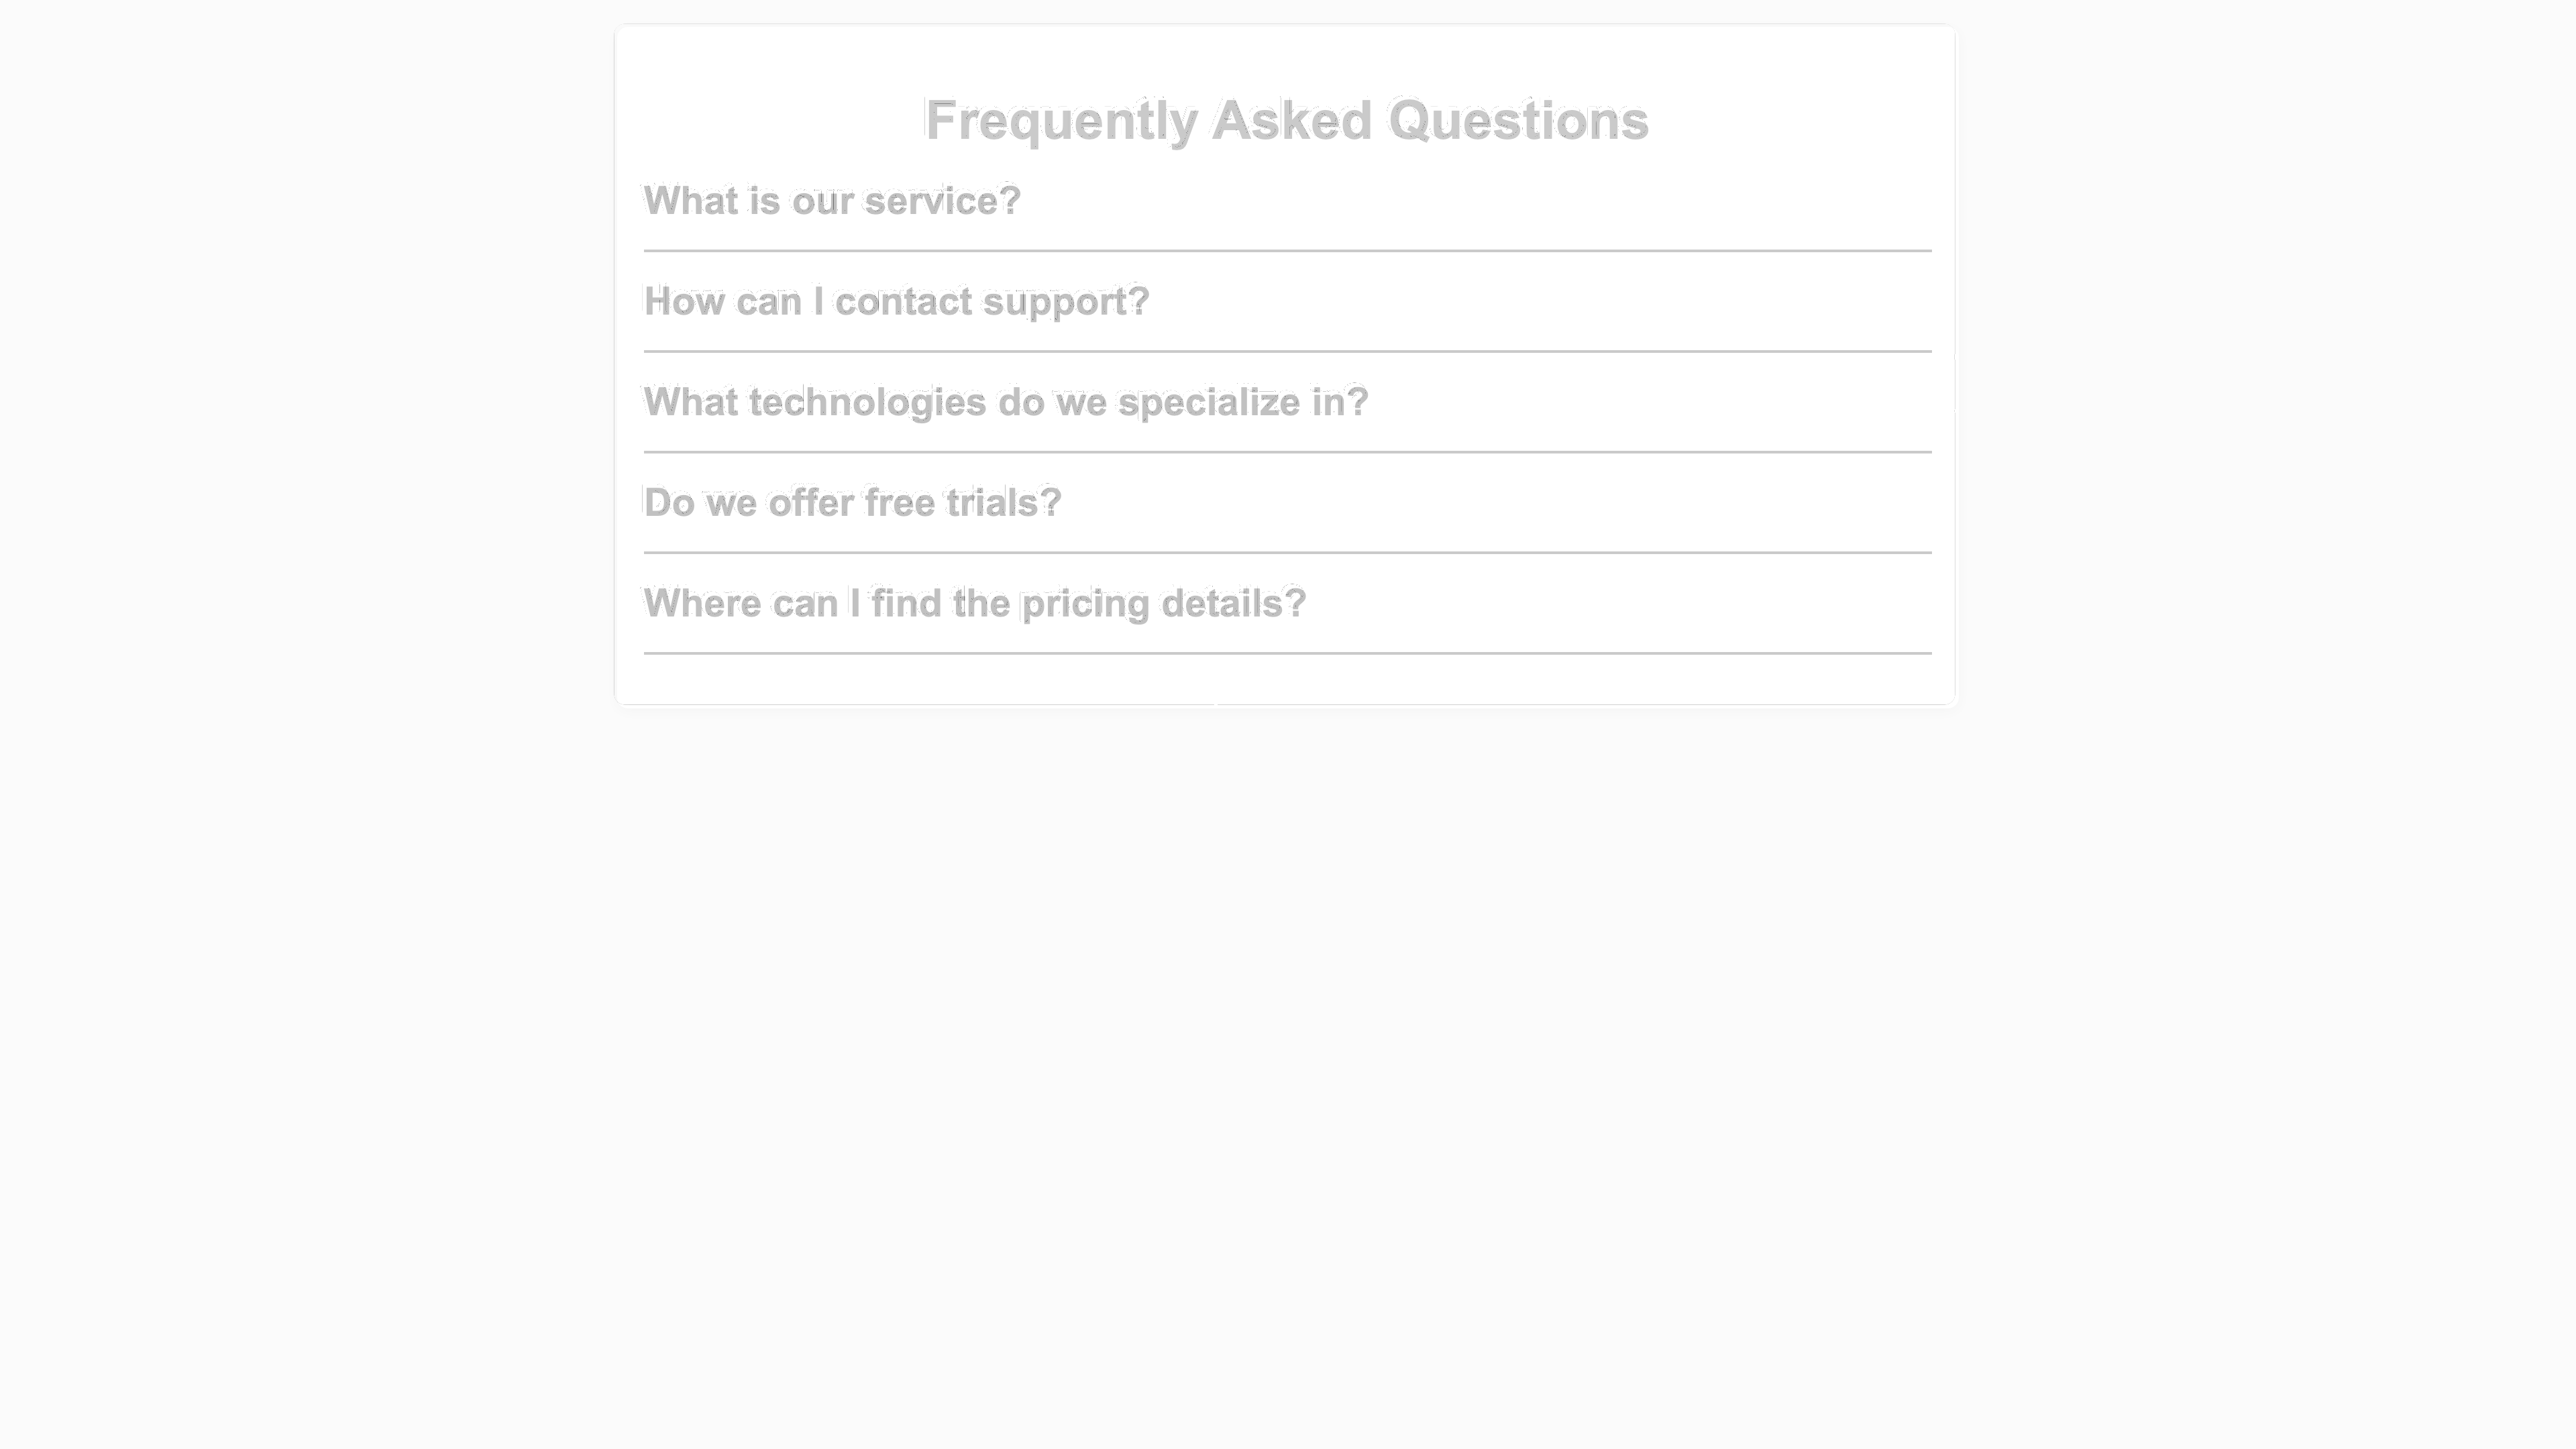 Frequently Asked Questions
What is our service?
How can I contact support?
What technologies do we specialize in?
Do we offer free trials?
Where can I find the pricing details?